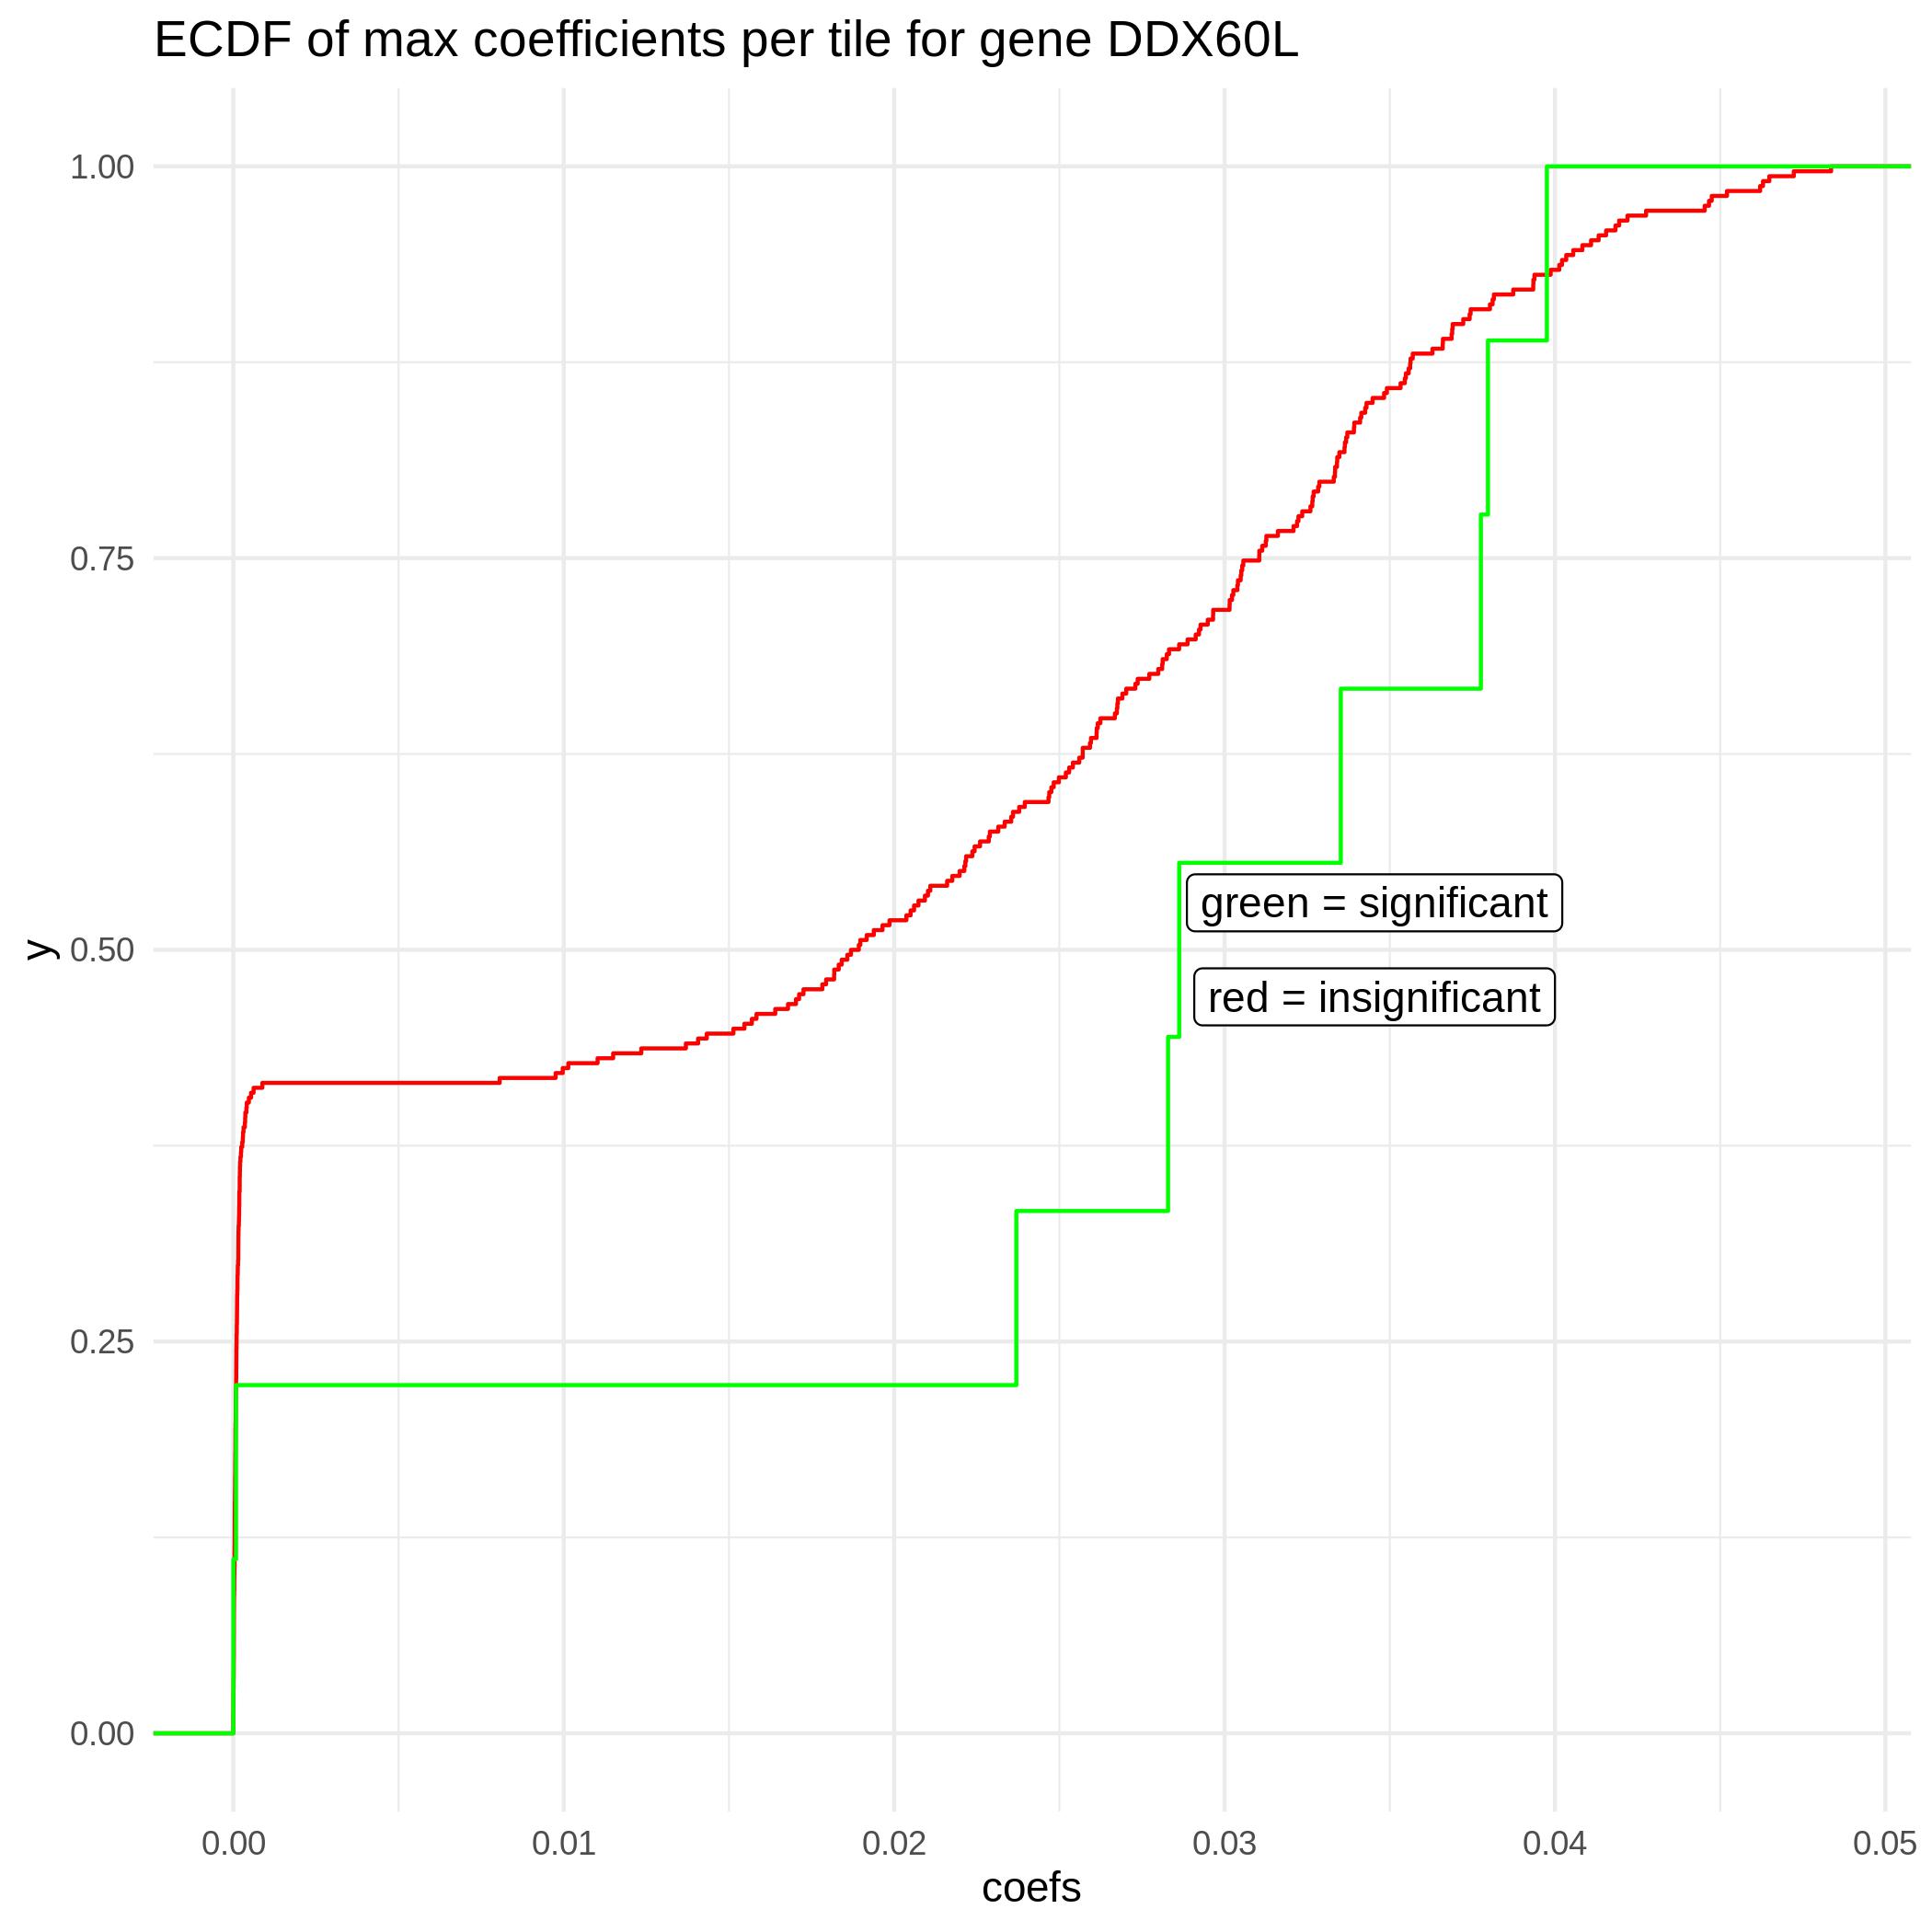 ECDF of max coefficients per tile for gene DDX60L
1.00
0.75
0.50
0.25
0.00
y
green = significant
red = insignificant
0.00 0.01 0.02 0.03 0.04 0.05
coefs